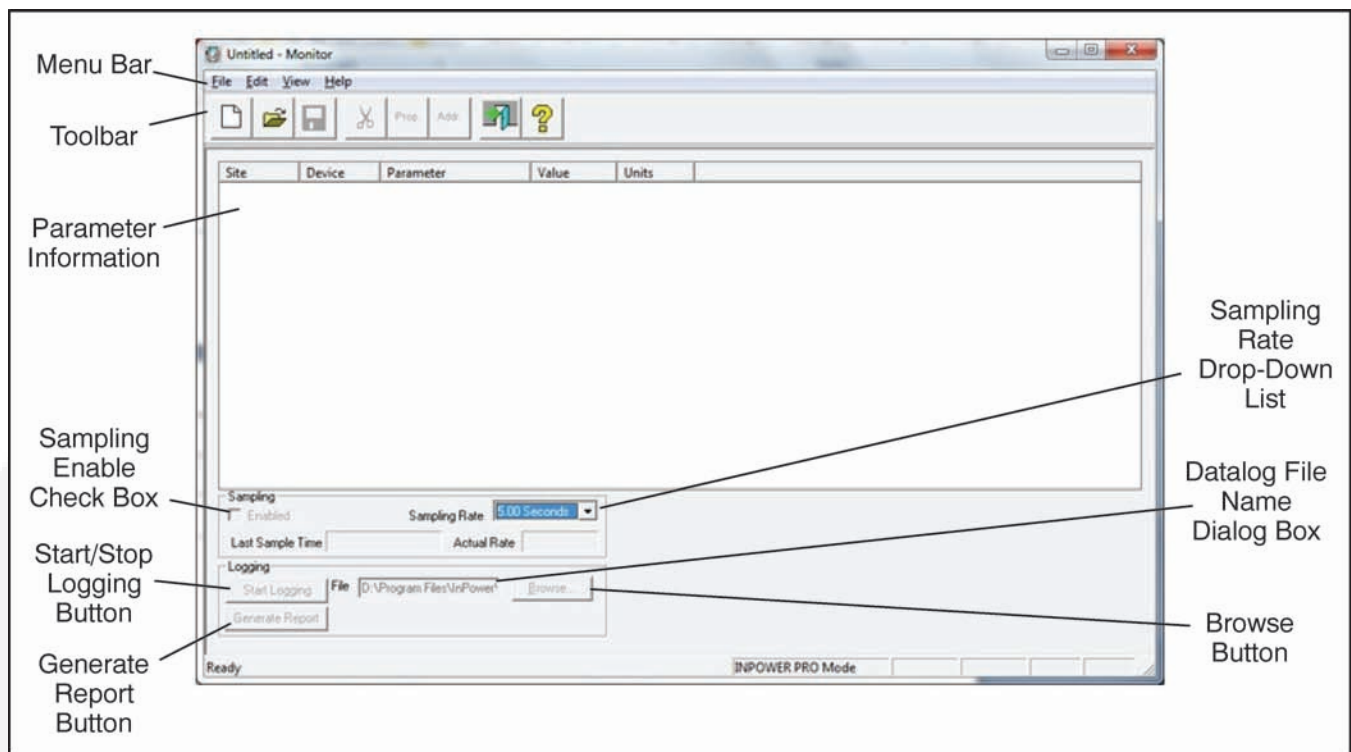 Untitled - Monitor
Menu Bar
File Edit View Help
Toolbar
Prop Add
Site Device Parameter Value Units
Parameter
Information
Sampling
Rate
Drop-Down
List
Sampling
Enable
Check Box
Datalog File
Name
Dialog Box
Sampling
Enabled
Sampling Rate 5.00 Seconds
Last Sample Time Actual Rate
Start/Stop
Logging
Button
Logging
Start Logging File D:\Program Files\InPower Browse...
Generate Report
Browse
Button
Generate
Report
Button
Ready INPOWER PRO Mode